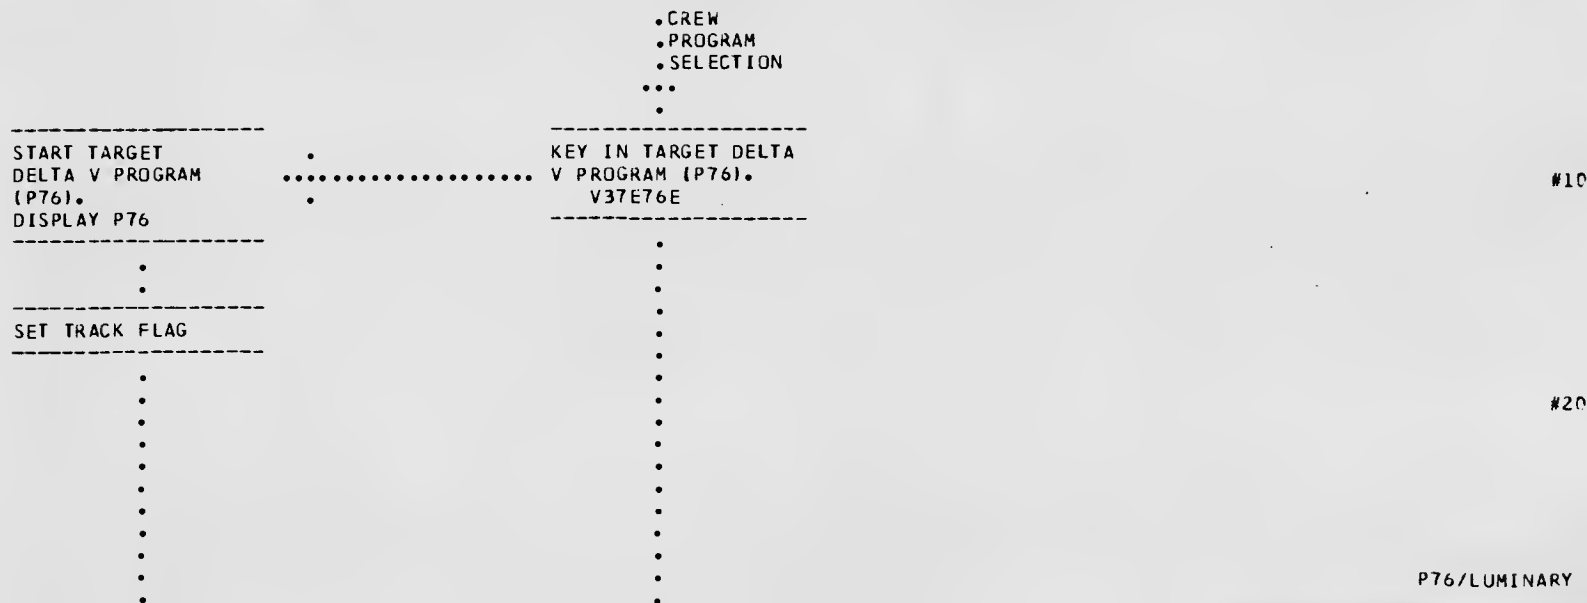 .CREW
.PROGRAM
.SELECTION
START TARGET
DELTA V PROGRAM
(P76).
DISPLAY P76
KEY IN TARGET DELTA
V PROGRAM (P76).
V37E76E
#10
SET TRACK FLAG
#20
P76/LUMINARY